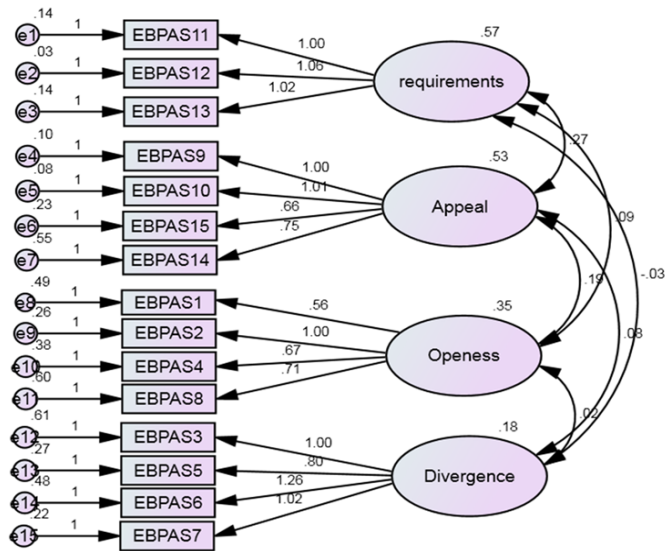 .14
e1 1 EBPAS11 1.00 .57
.03
e2 1 EBPAS12 1.06 requirements
.14
e3 1 EBPAS13 1.02
.10
e4 1 EBPAS9 1.00 .53 .27
.08
e5 1 EBPAS10 1.01 Appeal
.23
e6 1 EBPAS15 .66 .09
.55
e7 1 EBPAS14 .75
-.03
.19
.49
e8 1 EBPAS1 .56 .35
.26
e9 1 EBPAS2 1.00 Openess .03
.38
e10 1 EBPAS4 .67
.60
e11 1 EBPAS8 .71
.61
e12 1 EBPAS3 1.00 .18 .02
.27
e13 1 EBPAS5 .80 Divergence
.48
e14 1 EBPAS6 1.26
.22
e15 1 EBPAS7 1.02